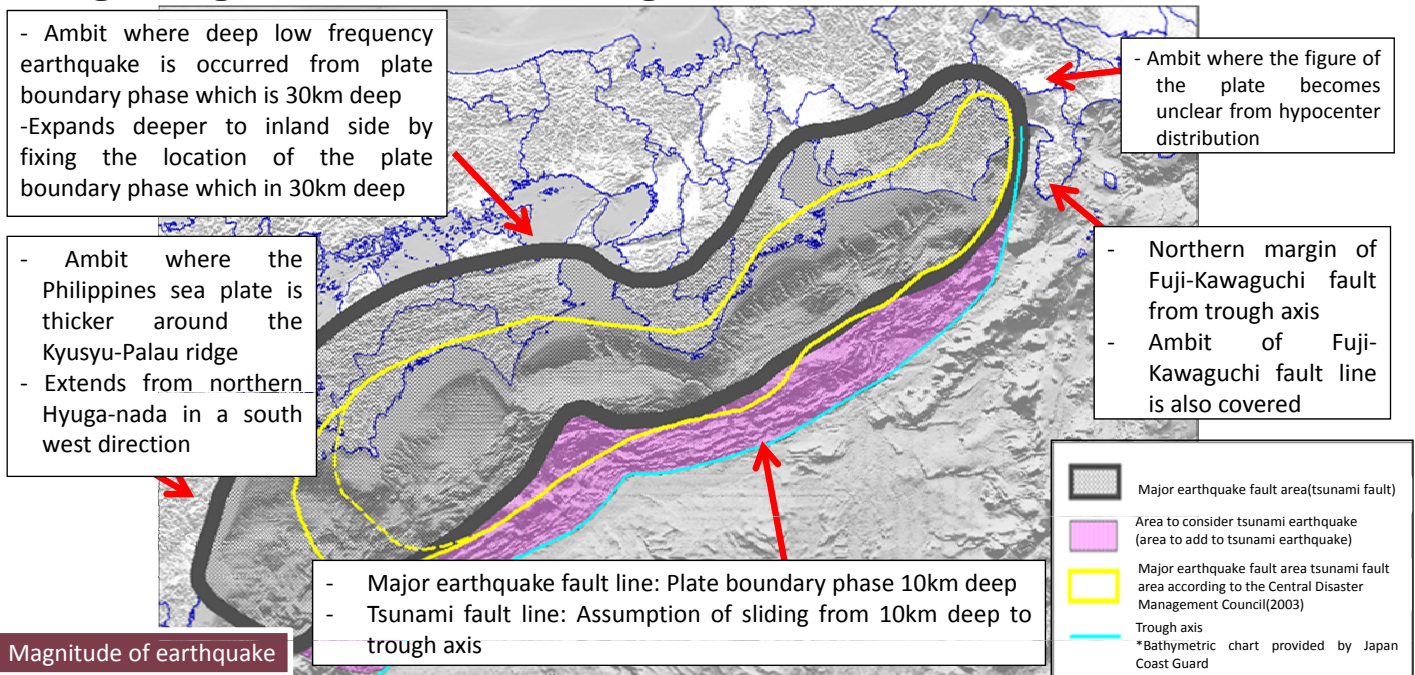 - Ambit where deep low frequency
earthquake is occurred from plate
boundary phase which is 30km deep
-Expands deeper to inland side by
fixing the location of the plate
boundary phase which in 30km deep
- Ambit where the figure of
the plate becomes
unclear from hypocenter
distribution
- Ambit where the
Philippines sea plate is
thicker around the
Kyusyu-Palau ridge
- Extends from northern
Hyuga-nada in a south
west direction
- Northern margin of
Fuji-Kawaguchi fault
from trough axis
- Ambit of Fuji-
Kawaguchi fault line
is also covered
- Major earthquake fault line: Plate boundary phase 10km deep
- Tsunami fault line: Assumption of sliding from 10km deep to
trough axis
Major earthquake fault area(tsunami fault)
Area to consider tsunami earthquake
(area to add to tsunami earthquake)
Major earthquake fault area tsunami fault
area according to the Central Disaster
Management Council(2003)
Trough axis
*Bathymetric chart provided by Japan
Coast Guard
Magnitude of earthquake